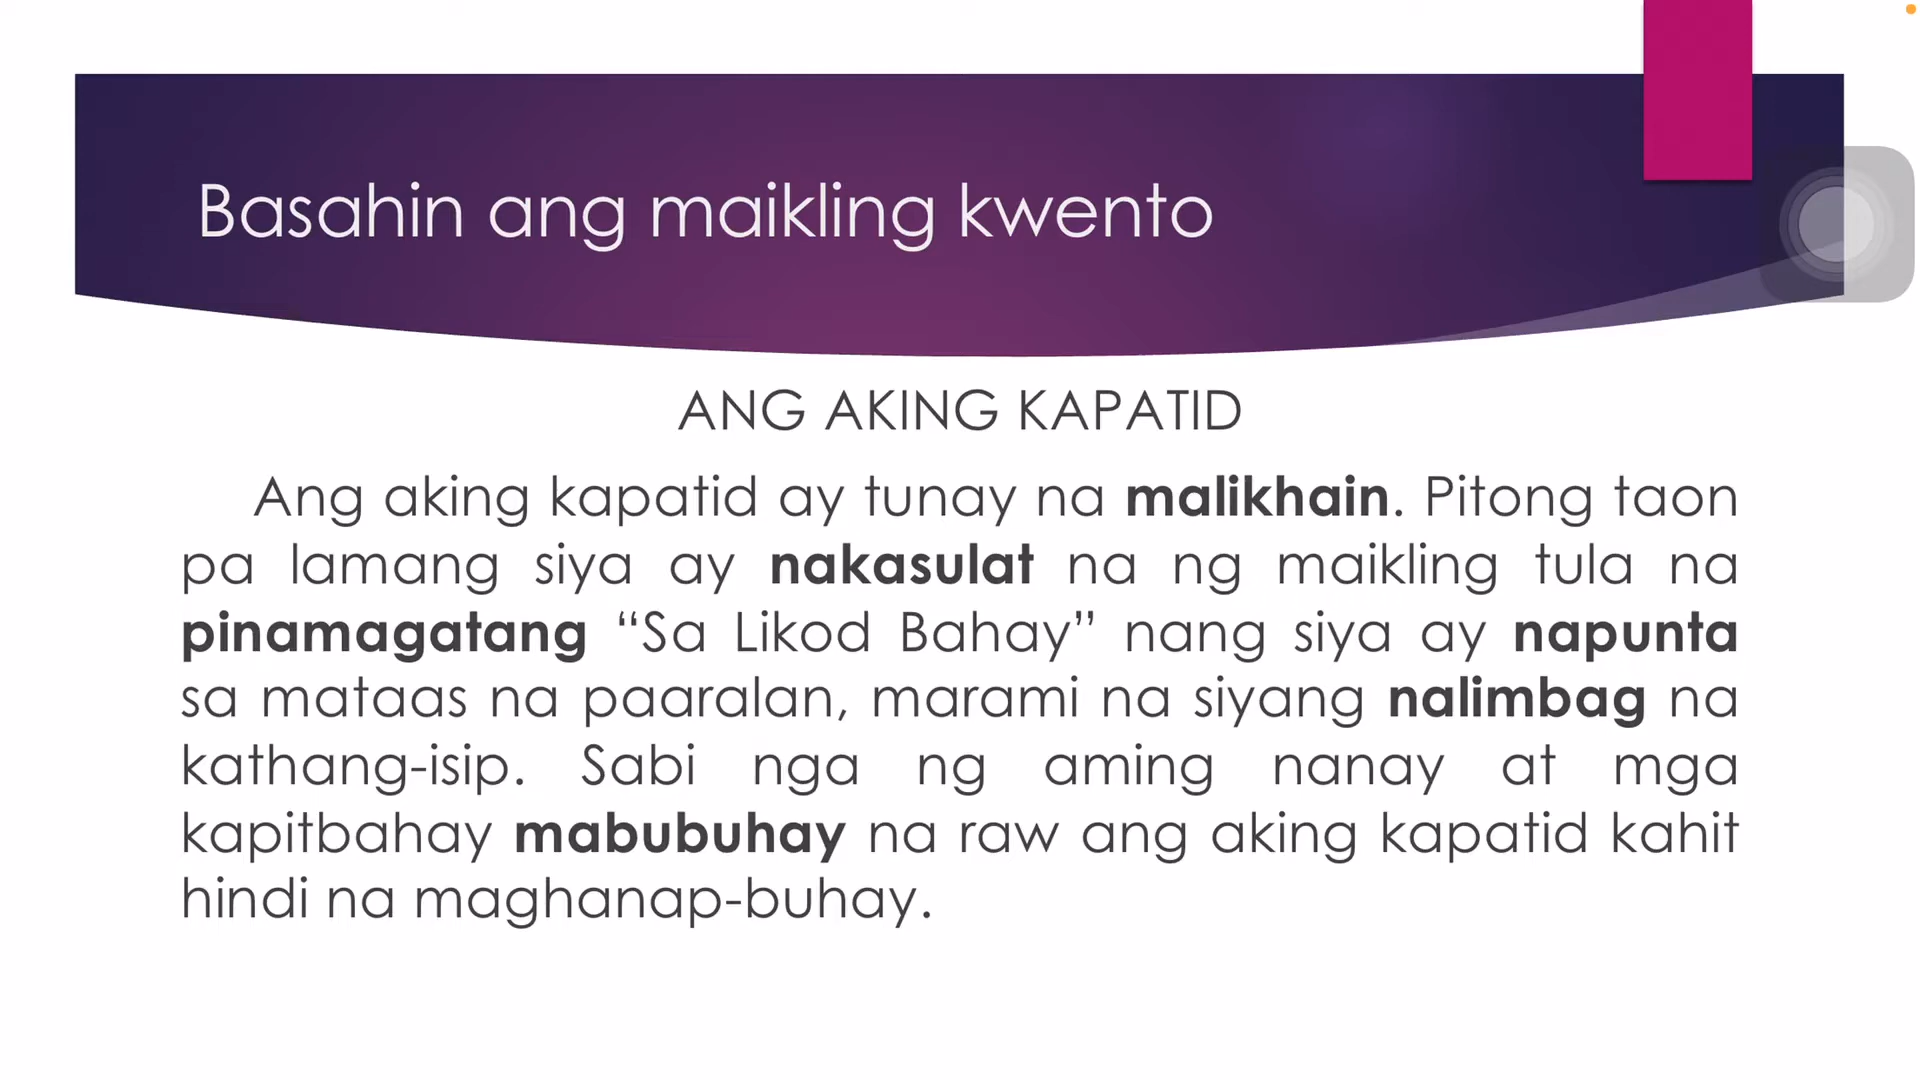 Basahin ang maikling kwento
ANG AKING KAPATID
Ang aking kapatid ay tunay na malikhain. Pitong taon
pa lamang siya ay nakasulat na ng maikling tula na
pinamagatang “Sa Likod Bahay” nang siya ay napunta
sa mataas na paaralan, marami na siyang nalimbag na
kathang-isip. Sabi nga ng aming nanay at mga
kapitbahay mabubuhay na raw ang aking kapatid kahit
hindi na maghanap-buhay.